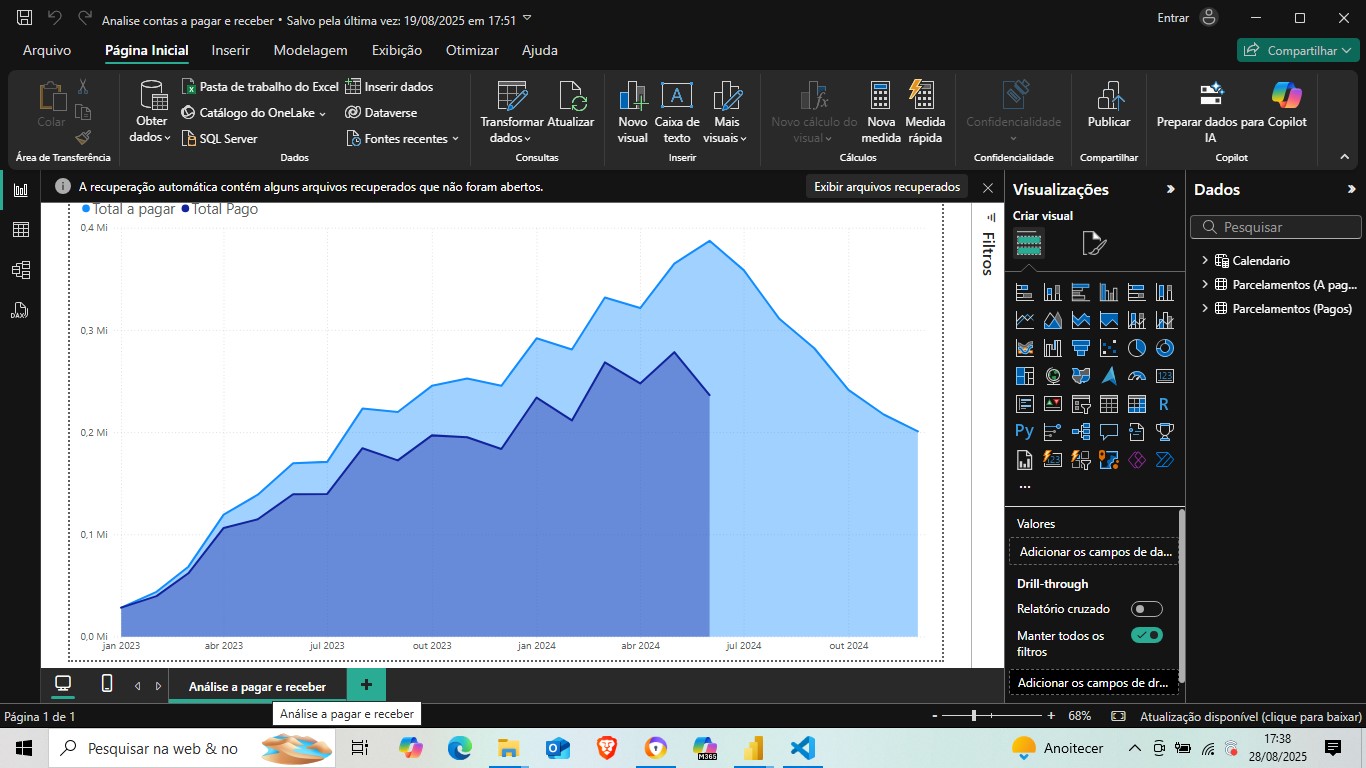 Analise contas a pagar e receber • Salvo pela última vez: 19/08/2025 em 17:51
Entrar
Arquivo
Página Inicial
Inserir
Modelagem
Exibição
Otimizar
Ajuda
Compartilhar
Colar
Área de Transferência
Obter dados
Pasta de trabalho do Excel
Catálogo do OneLake
SQL Server
Inserir dados
Dataverse
Fontes recentes
Dados
Transformar dados
Atualizar
Consultas
Novo visual
Caixa de texto
Mais visuais
Inserir
Novo cálculo do visual
Nova medida
Medida rápida
Cálculos
Confidencialidade
Confidencialidade
Publicar
Compartilhar
Preparar dados para IA
Copilot
Copilot
A recuperação automática contém alguns arquivos recuperados que não foram abertos.
Exibir arquivos recuperados
Total a pagar
Total Pago
0,4 Mi
0,3 Mi
0,2 Mi
0,1 Mi
0,0 Mi
jan 2023
abr 2023
jul 2023
out 2023
jan 2024
abr 2024
jul 2024
out 2024
Filtros
Visualizações
Criar visual
123
R
Py
123
...
Valores
Adicionar os campos de da...
Drill-through
Relatório cruzado
Manter todos os
filtros
Adicionar os campos de dr...
Dados
Pesquisar
Calendario
Parcelamentos (A pag...
Parcelamentos (Pagos)
DAX
Análise a pagar e receber
Análise a pagar e receber
Página 1 de 1
68%
Atualização disponível (clique para baixar)
Pesquisar na web & no
M365
Anoitecer
17:38
28/08/2025